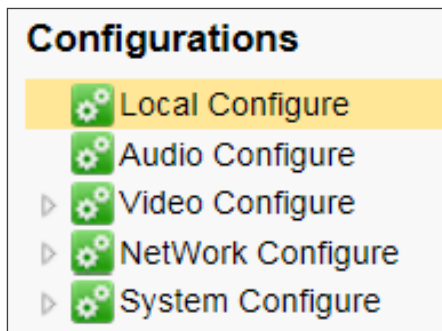 Configurations
Local Configure
Audio Configure
Video Configure
NetWork Configure
System Configure